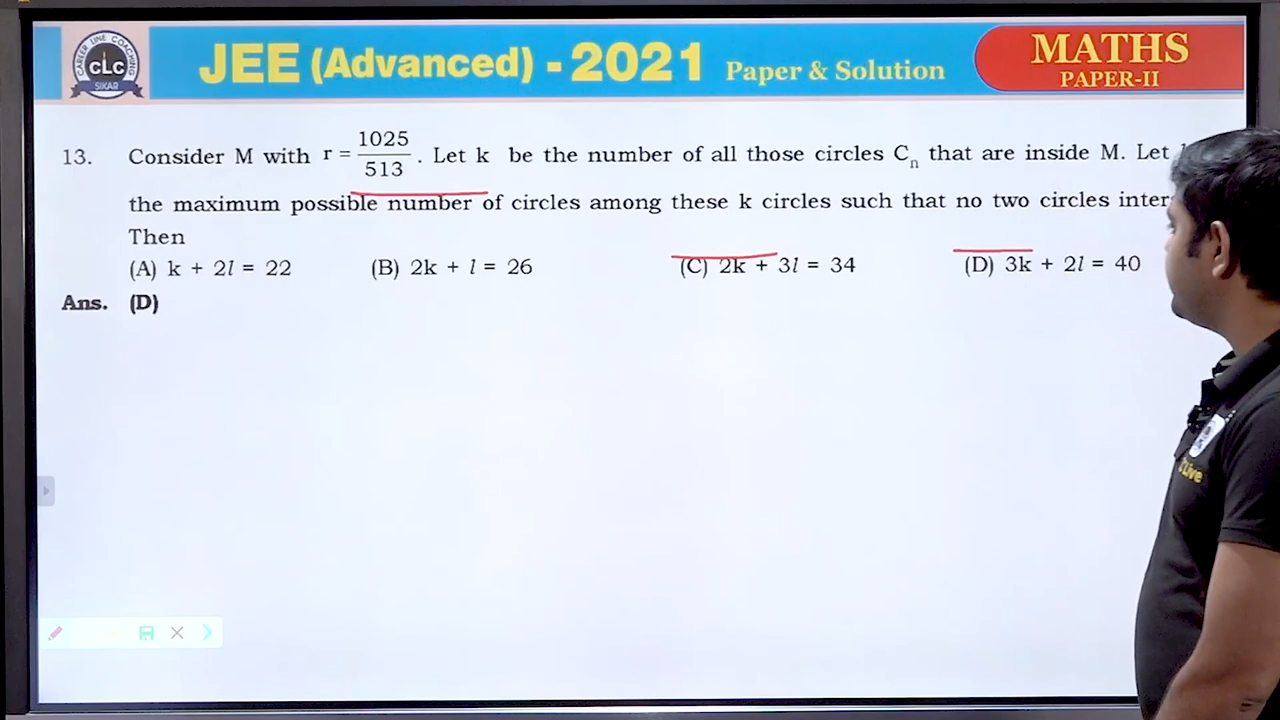 CAREER LINE COACHING
CLC
SIKAR
JEE (Advanced) - 2021 Paper & Solution
MATHS
PAPER-II
13. Consider M with r = 1025/513 . Let k be the number of all those circles Cₙ that are inside M. Let
the maximum possible number of circles among these k circles such that no two circles
Then
(A) k + 2l = 22 (B) 2k + l = 26 (C) 2k + 3l = 34 (D) 3k + 2l = 40
Ans. (D)
Live